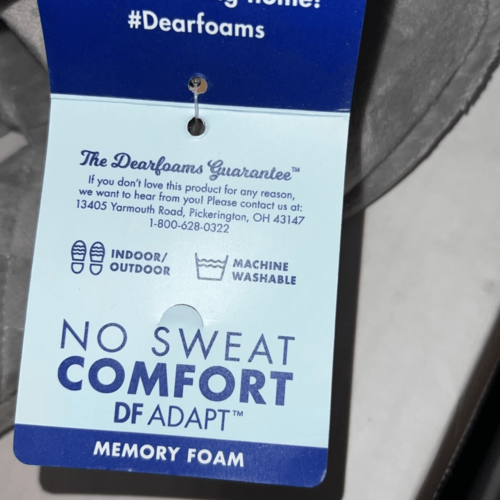 home!
#Dearfoams
The Dearfoams Guarantee™
If you don't love this product for any reason,
we want to hear from you! Please contact us at:
13405 Yarmouth Road, Pickerington, OH 43147
1-800-628-0322
INDOOR/
OUTDOOR
MACHINE
WASHABLE
NO SWEAT
COMFORT
DF ADAPT™
MEMORY FOAM